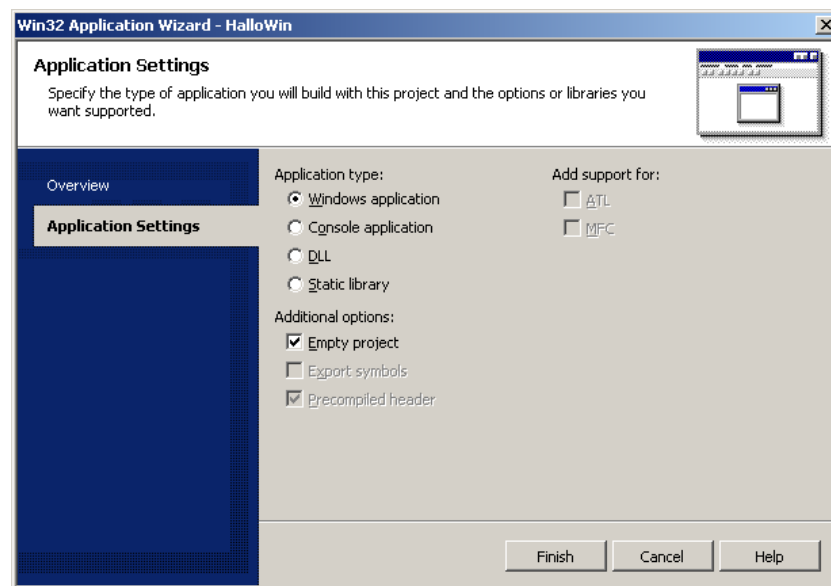 Win32 Application Wizard - HalloWin
Application Settings
Specify the type of application you will build with this project and the options or libraries you
want supported.
Overview
Application Settings
Application type:
Windows application
Console application
DLL
Static library
Additional options:
Empty project
Export symbols
Precompiled header
Add support for:
ATL
MFC
Finish
Cancel
Help